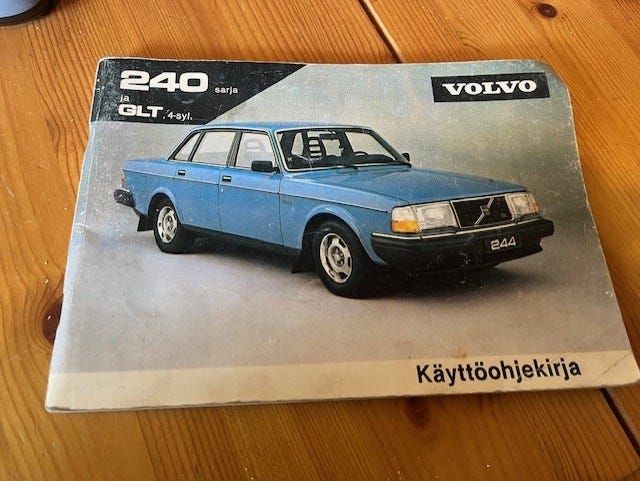 240 sarja
ja
GLT, 4-syl.
VOLVO
244
Käyttöohjekirja